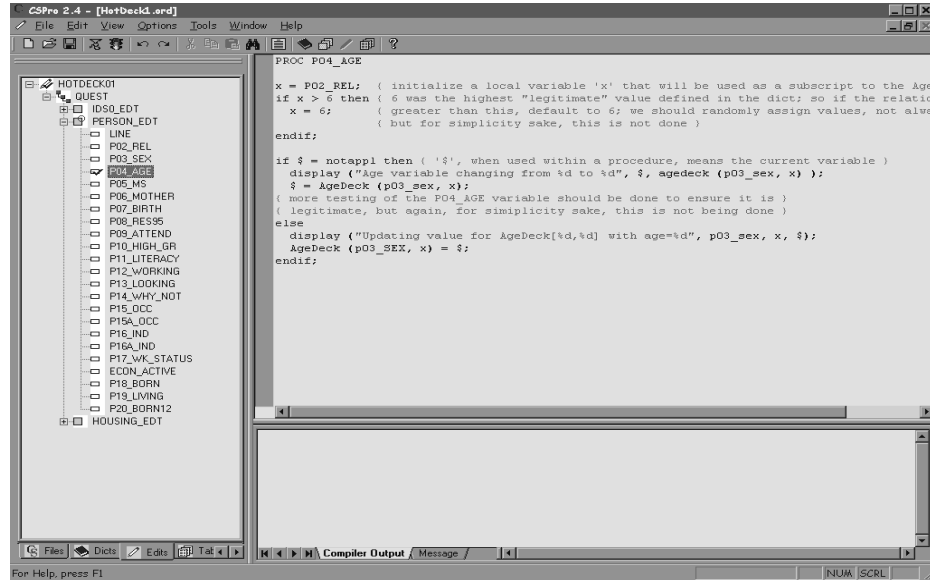 CSPro 2.4 - [HotDeck1.ord]
File Edit View Options Tools Window Help
PROC P04_AGE
x = P02_REL; { initialize a local variable 'x' that will be used as a subscript to the Age
if x > 6 then { 6 was the highest "legitimate" value defined in the dict; so if the relatio
x = 6; { greater than this, default to 6; we should randomly assign values, not alwa
{ but for simplicity sake, this is not done }
endif;
if $ = notappl then { '$', when used within a procedure, means the current variable }
display ("Age variable changing from %d to %d", $, agedeck (p03_sex, x) );
$ = AgeDeck (p03_sex, x);
{ more testing of the PO4_AGE variable should be done to ensure it is }
{ legitimate, but again, for simiplicity sake, this is not being done }
else
display ("Updating value for AgeDeck[%d,%d] with age=%d", p03_sex, x, $);
AgeDeck (p03_SEX, x) = $;
endif;
HOTDECK01
QUEST
IDS0_EDT
PERSON_EDT
LINE
P02_REL
P03_SEX
P04_AGE
P05_MS
P06_MOTHER
P07_BIRTH
P08_RES95
P09_ATTEND
P10_HIGH_GR
P11_LITERACY
P12_WORKING
P13_LOOKING
P14_WHY_NOT
P15_OCC
P15A_OCC
P16_IND
P16A_IND
P17_WK_STATUS
ECON_ACTIVE
P18_BORN
P19_LIVING
P20_BORN12
HOUSING_EDT
Files Dicts Edits Tat
Compiler Output Message
For Help, press F1
NUM SCRL